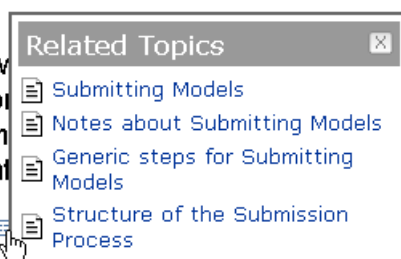 Related Topics
Submitting Models
Notes about Submitting Models
Generic steps for Submitting
Models
Structure of the Submission
Process